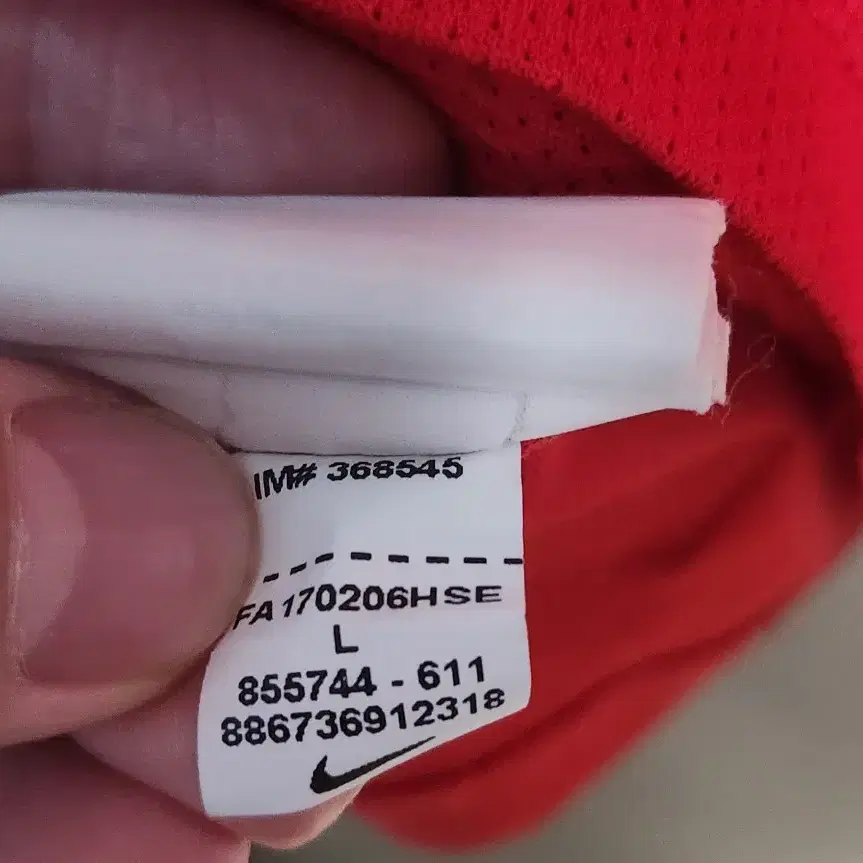 IM# 368545
FA170206HSE
L
855744 - 611
886736912318